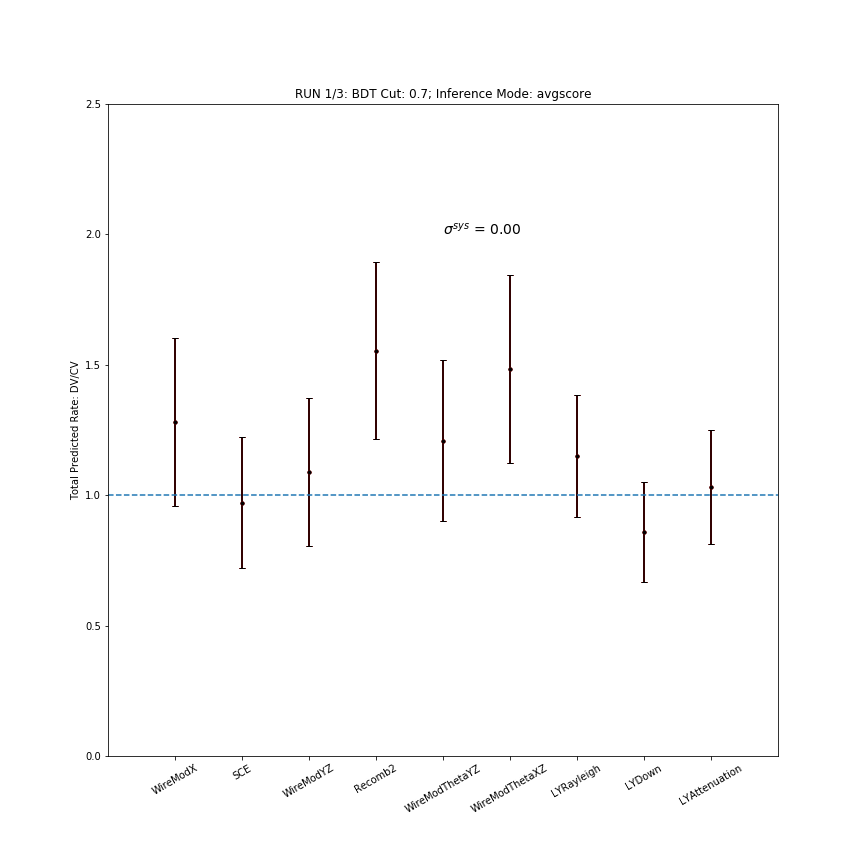 RUN 1/3: BDT Cut: 0.7; Inference Mode: avgscore
2.5
2.0
1.5
1.0
0.5
0.0
Total Predicted Rate: DV/CV
σ^sys = 0.00
WireModX
SCE
WireModYZ
Recomb2
WireModThetaYZ
WireModThetaXZ
LYRayleigh
LYDown
LYAttenuation